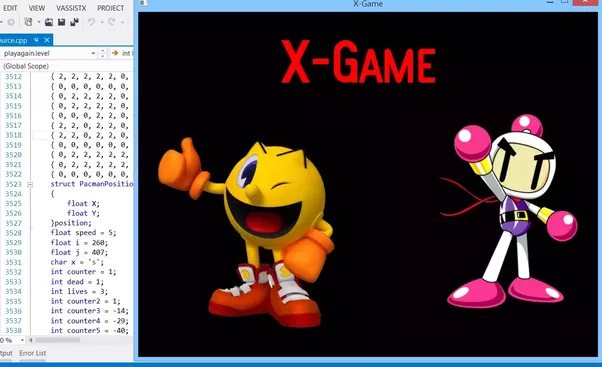 EDIT VIEW VASSISTX PROJECT
X-Game
ource.cpp
playagain.level
(Global Scope)
X-GAME
3512 { 2, 2, 2, 2, 2, 0,
3513 { 0, 0, 0, 0, 0, 0,
3514 { 0, 2, 2, 2, 2, 0,
3515 { 0, 2, 2, 2, 2, 0,
3516 { 0, 0, 0, 0, 0, 0,
3517 { 2, 2, 0, 2, 2, 0,
3518 { 2, 2, 0, 2, 2, 0,
3519 { 0, 0, 0, 0, 0, 0,
3520 { 0, 2, 2, 2, 2, 2,
3521 { 0, 2, 2, 2, 2, 2,
3522 { 0, 0, 0, 0, 0, 0,
3523 struct PacmanPositio
3524 {
3525 float X;
3526 float Y;
3527 }position;
3528 float speed = 5;
3529 float i = 260;
3530 float j = 407;
3531 char x = 's';
3532 int counter = 1;
3533 int dead = 1;
3534 int lives = 3;
3535 int counter2 = 1;
3536 int counter3 = -14;
3537 int counter4 = -29;
3538 int counter5 = -40;
0 %
tput Error List